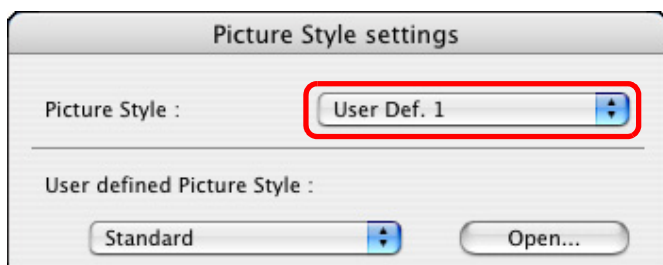 Picture Style settings
Picture Style : User Def. 1
User defined Picture Style :
Standard Open...